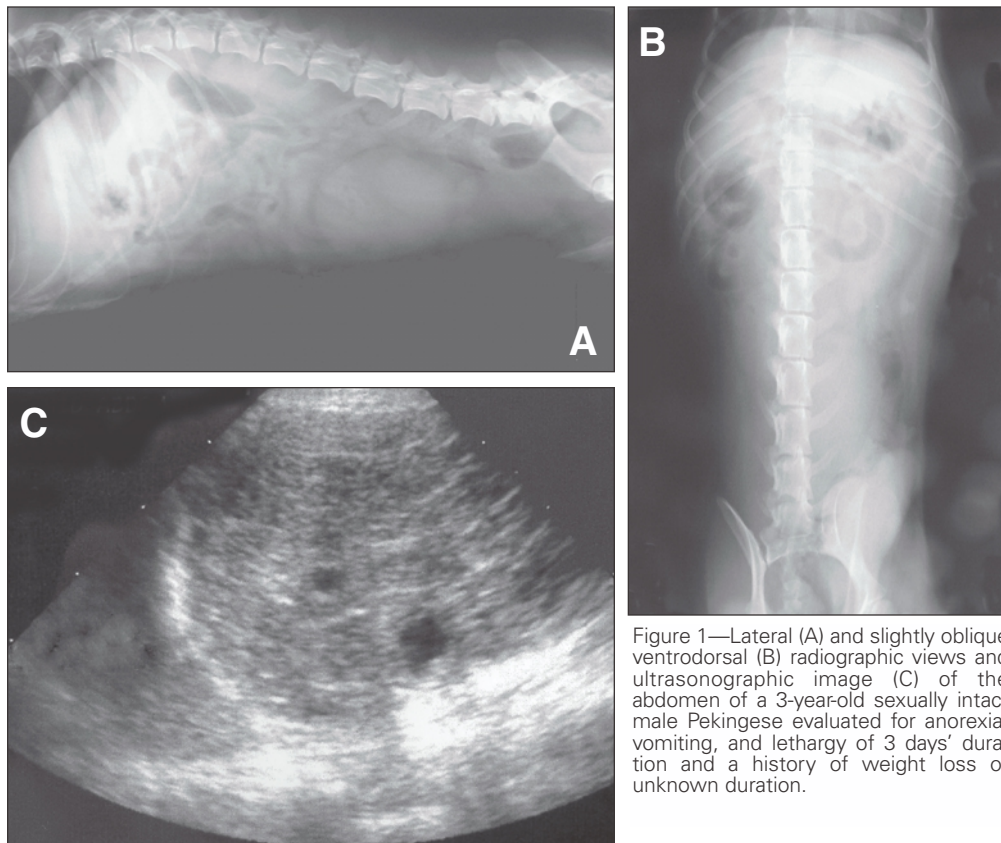 A
B
C
Figure 1—Lateral (A) and slightly oblique
ventrodorsal (B) radiographic views and
ultrasonographic image (C) of the
abdomen of a 3-year-old sexually intac
male Pekingese evaluated for anorexia
vomiting, and lethargy of 3 days’ dura
tion and a history of weight loss o
unknown duration.